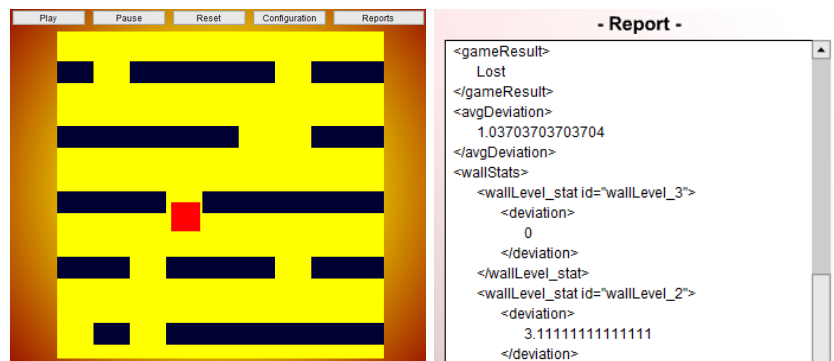 Play Pause Reset Configuration Reports
- Report -
<gameResult>
Lost
</gameResult>
<avgDeviation>
1.03703703703704
</avgDeviation>
<wallStats>
<wallLevel_stat id="wallLevel_3">
<deviation>
0
</deviation>
</wallLevel_stat>
<wallLevel_stat id="wallLevel_2">
<deviation>
3.11111111111111
</deviation>